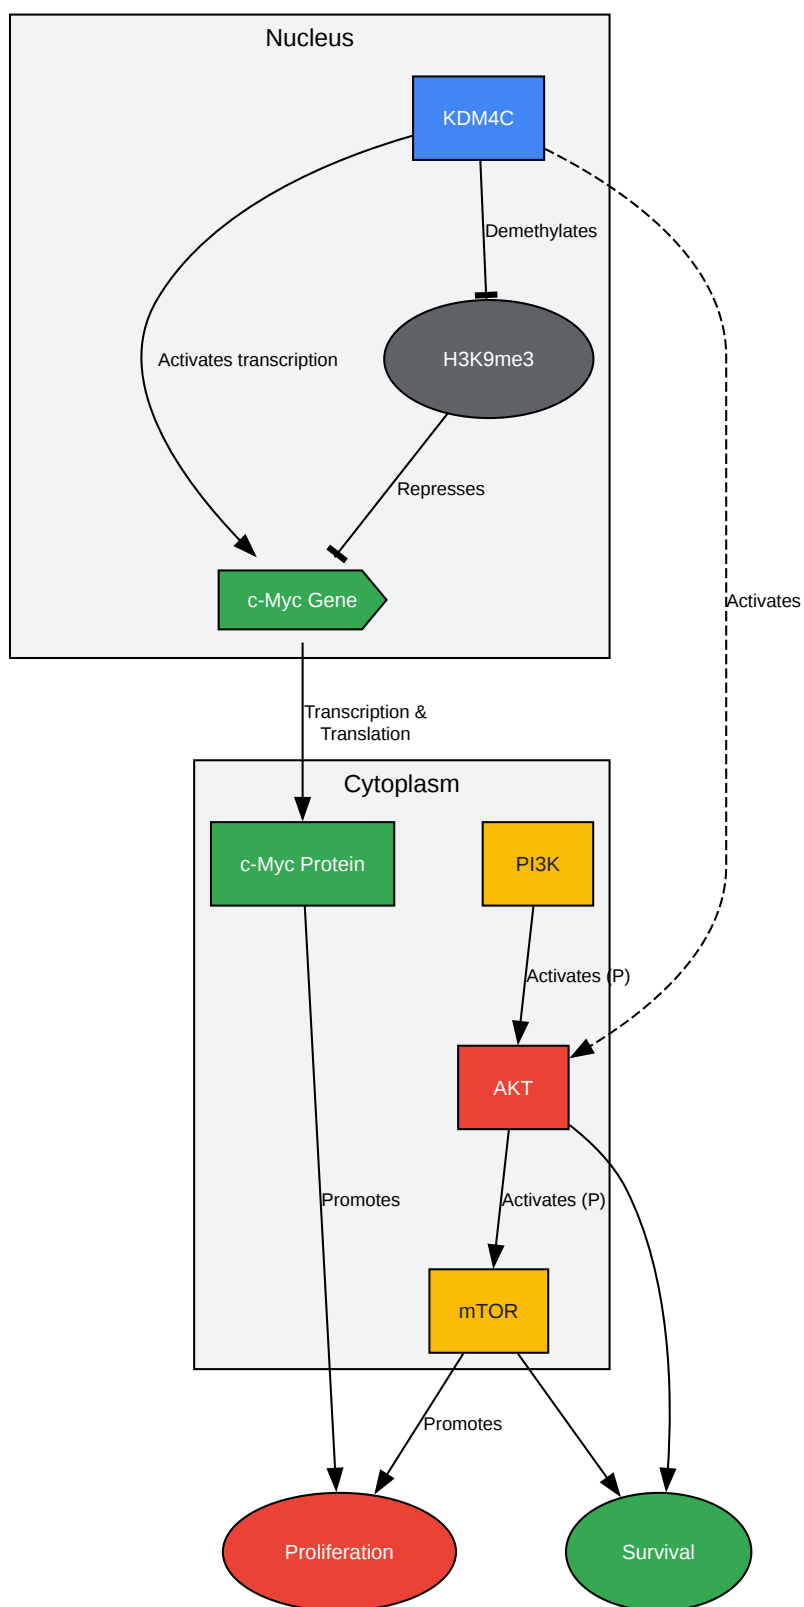 Nucleus
KDM4C
Demethylates
H3K9me3
Activates transcription
Represses
c-Myc Gene
Activates
Transcription &
Translation
Cytoplasm
c-Myc Protein
PI3K
Activates (P)
AKT
Promotes
Activates (P)
mTOR
Promotes
Proliferation
Survival